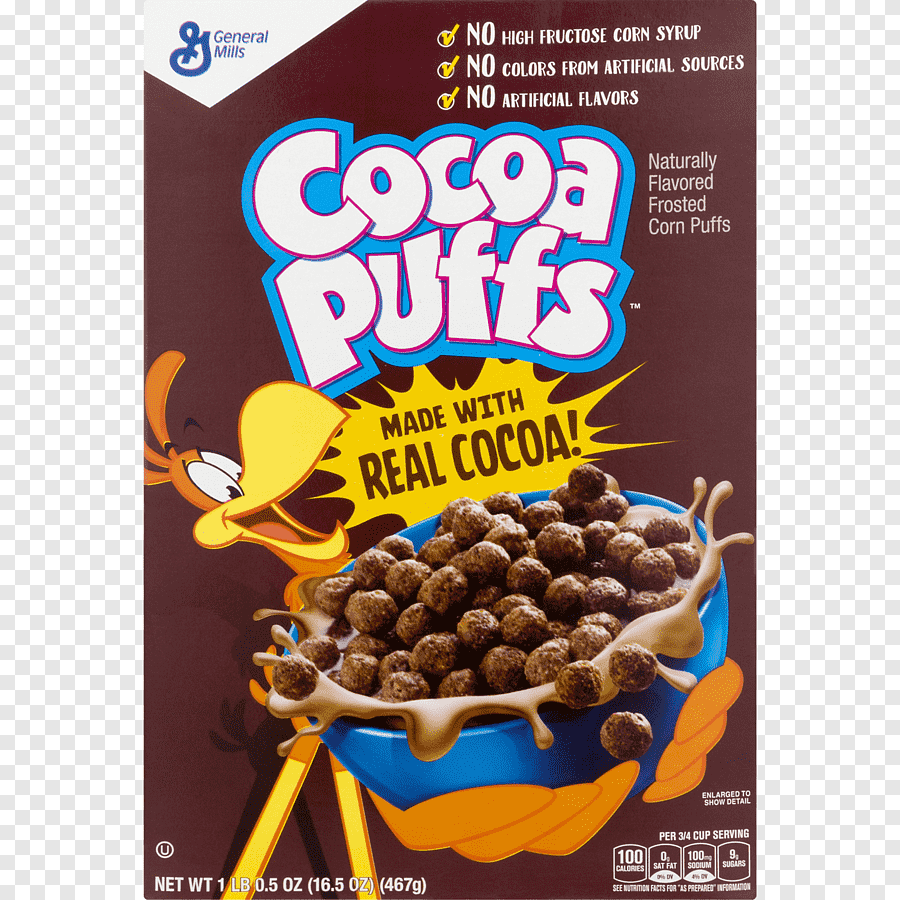 General
Mills
NO HIGH FRUCTOSE CORN SYRUP
NO COLORS FROM ARTIFICIAL SOURCES
NO ARTIFICIAL FLAVORS
Cocoa
Puffs™
Naturally
Flavored
Frosted
Corn Puffs
MADE WITH
REAL COCOA!
ENLARGED TO
SHOW DETAIL
PER 3/4 CUP SERVING
100 CALORIES 0g SAT FAT 0% DV 100mg SODIUM 4% DV 9g SUGARS
SEE NUTRITION FACTS FOR "AS PREPARED" INFORMATION
U
NET WT 1 LB 0.5 OZ (16.5 OZ) (467g)